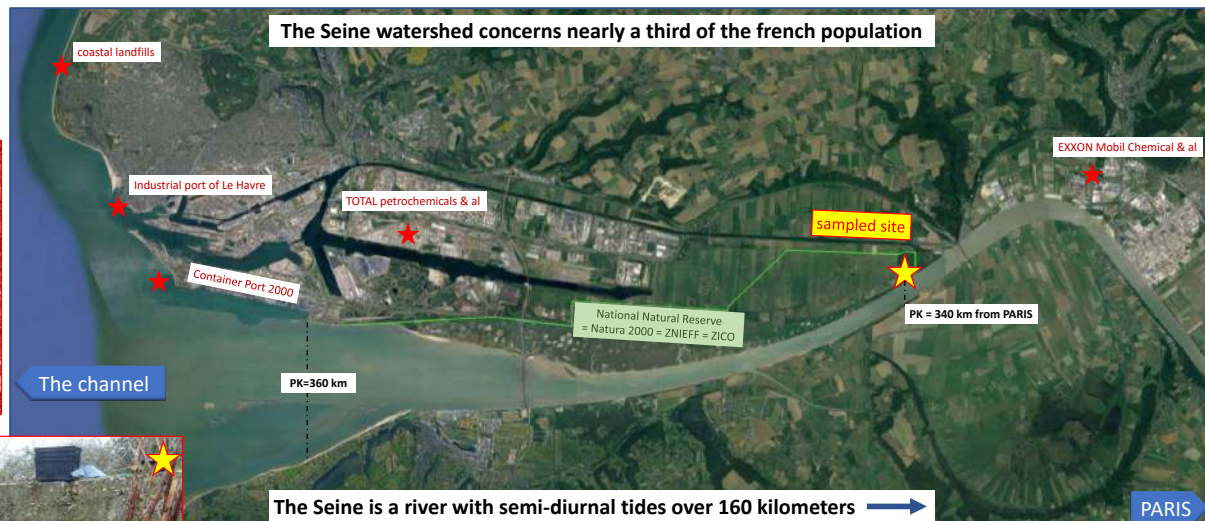 The Seine watershed concerns nearly a third of the french population
coastal landfills
EXXON Mobil Chemical & al
Industrial port of Le Havre
TOTAL petrochemicals & al
sampled site
Container Port 2000
National Natural Reserve
= Natura 2000 = ZNIEFF = ZICO
PK = 340 km from PARIS
The channel
PK=360 km
The Seine is a river with semi-diurnal tides over 160 kilometers
PARIS